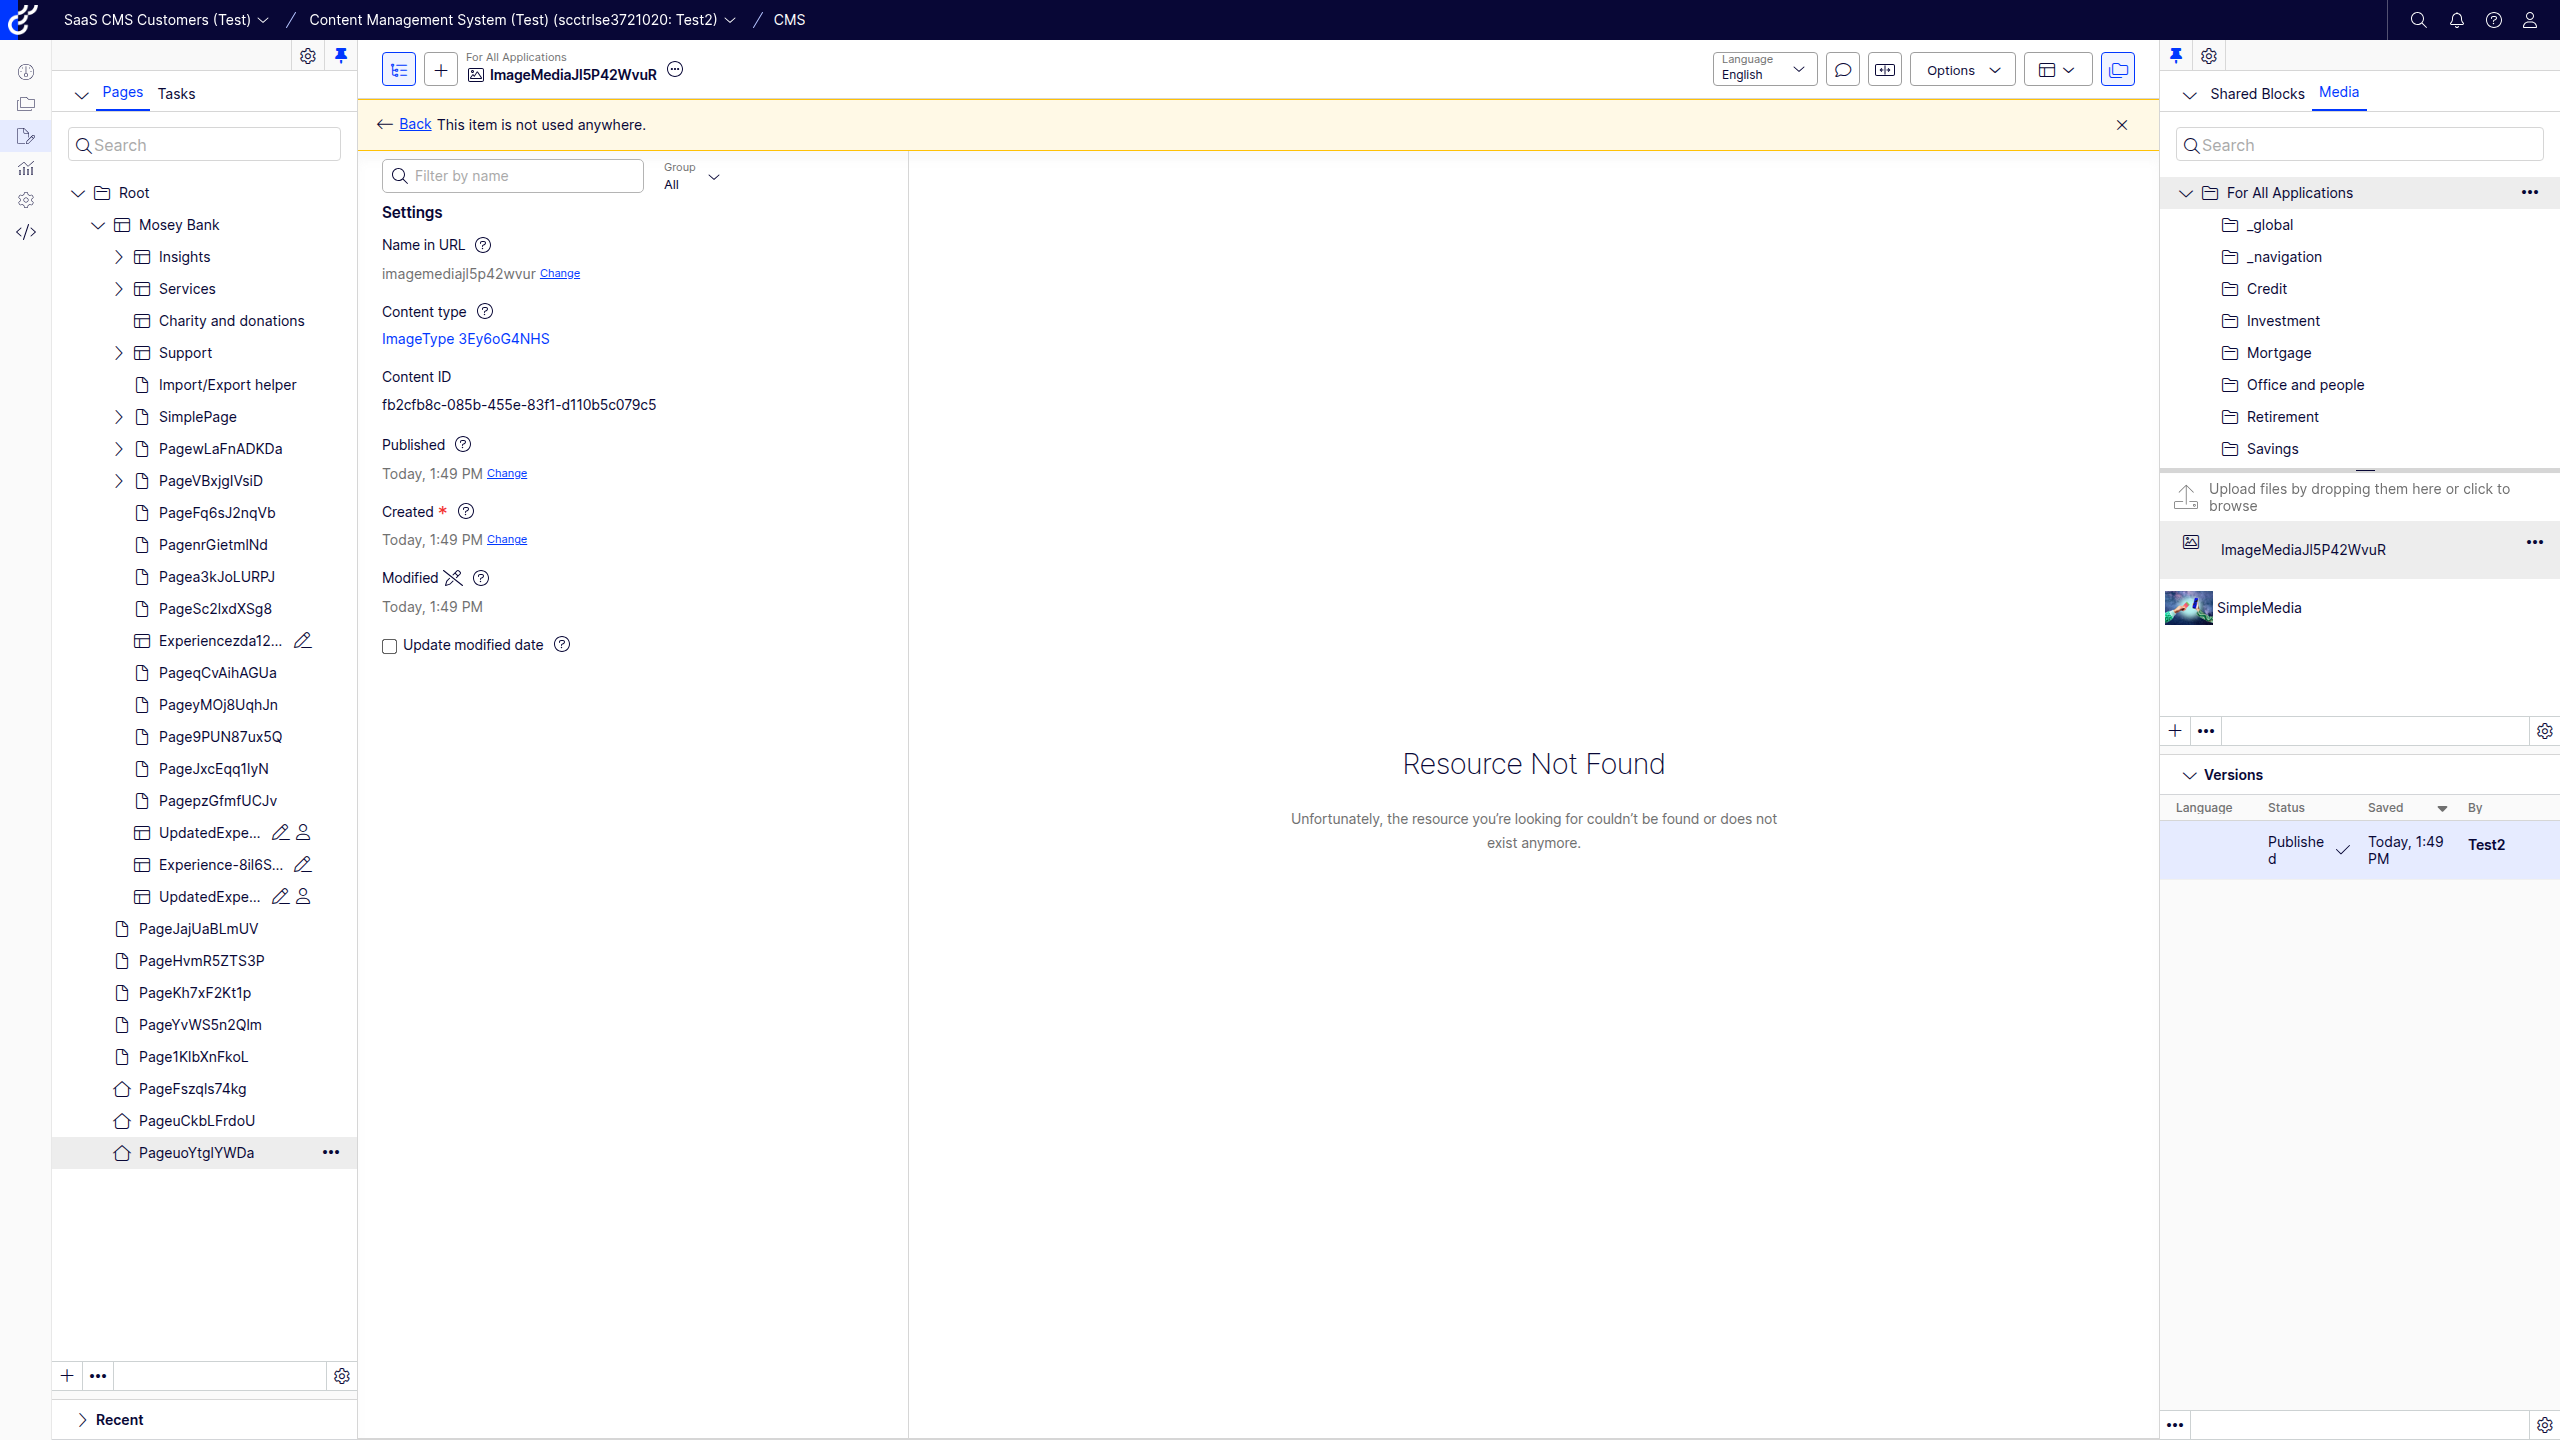 SaaS CMS Customers (Test)
Content Management System (Test) (scctrlse3721020: Test2)
CMS
Pages
Tasks
Search
Root
Mosey Bank
Insights
Services
Charity and donations
Support
Import/Export helper
SimplePage
PagewLaFnADKDa
PageVBxjglVsiD
PageFq6sJ2nqVb
PagenrGietmlNd
Pagea3kJoLURPJ
PageSc2lxdXSg8
Experiencezda12...
PageqCvAihAGUa
PageyMOj8UqhJn
Page9PUN87ux5Q
PageJxcEqq1lyN
PagepzGfmfUCJv
UpdatedExpe...
Experience-8il6S...
UpdatedExpe...
PageJajUaBLmUV
PageHvmR5ZTS3P
PageKh7xF2Kt1p
PageYvWS5n2Qlm
Page1KlbXnFkoL
PageFszqls74kg
PageuCkbLFrdoU
PageuoYtglYWDa
Recent
For All Applications
ImageMediaJl5P42WvuR
Language
English
Options
Back This item is not used anywhere.
Filter by name
Group
All
Settings
Name in URL
imagemediajl5p42wvur Change
Content type
ImageType 3Ey6oG4NHS
Content ID
fb2cfb8c-085b-455e-83f1-d110b5c079c5
Published
Today, 1:49 PM Change
Created *
Today, 1:49 PM Change
Modified
Today, 1:49 PM
Update modified date
Resource Not Found
Unfortunately, the resource you're looking for couldn't be found or does not
exist anymore.
Shared Blocks
Media
Search
For All Applications
_global
_navigation
Credit
Investment
Mortgage
Office and people
Retirement
Savings
Upload files by dropping them here or click to
browse
ImageMediaJl5P42WvuR
SimpleMedia
Versions
Language Status Saved By
Publishe
d
Today, 1:49
PM
Test2